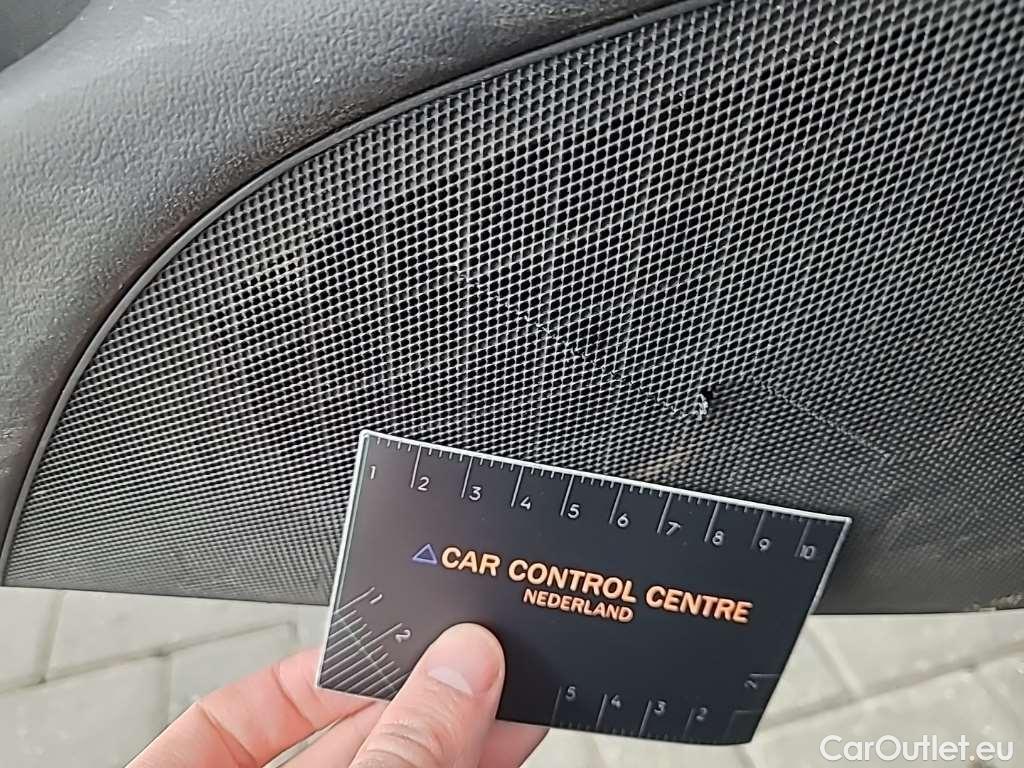 1 2 3 4 5 6 7 8 9 10
CAR CONTROL CENTRE
NEDERLAND
1
2
5 4 3 2
2
CarOutlet.eu